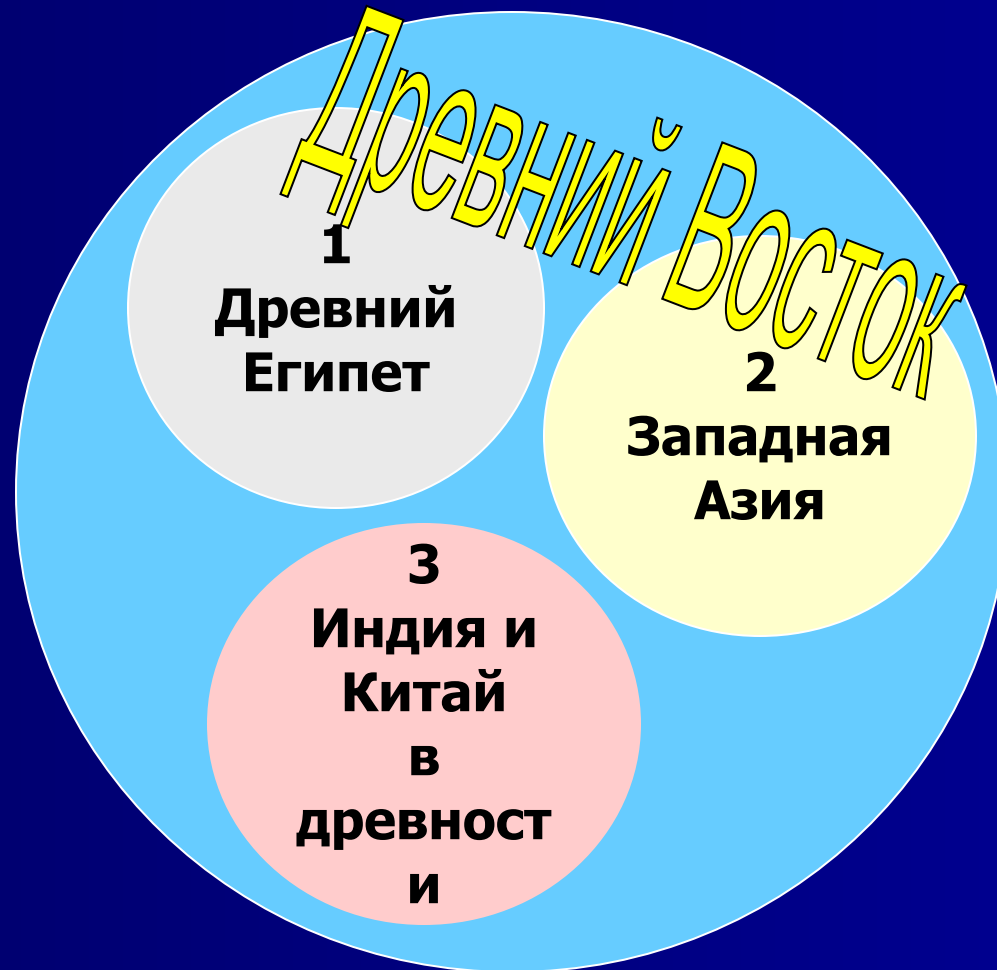 Древний Восток
1
Древний
Египет
2
Западная
Азия
3
Индия и
Китай
в
древност
и